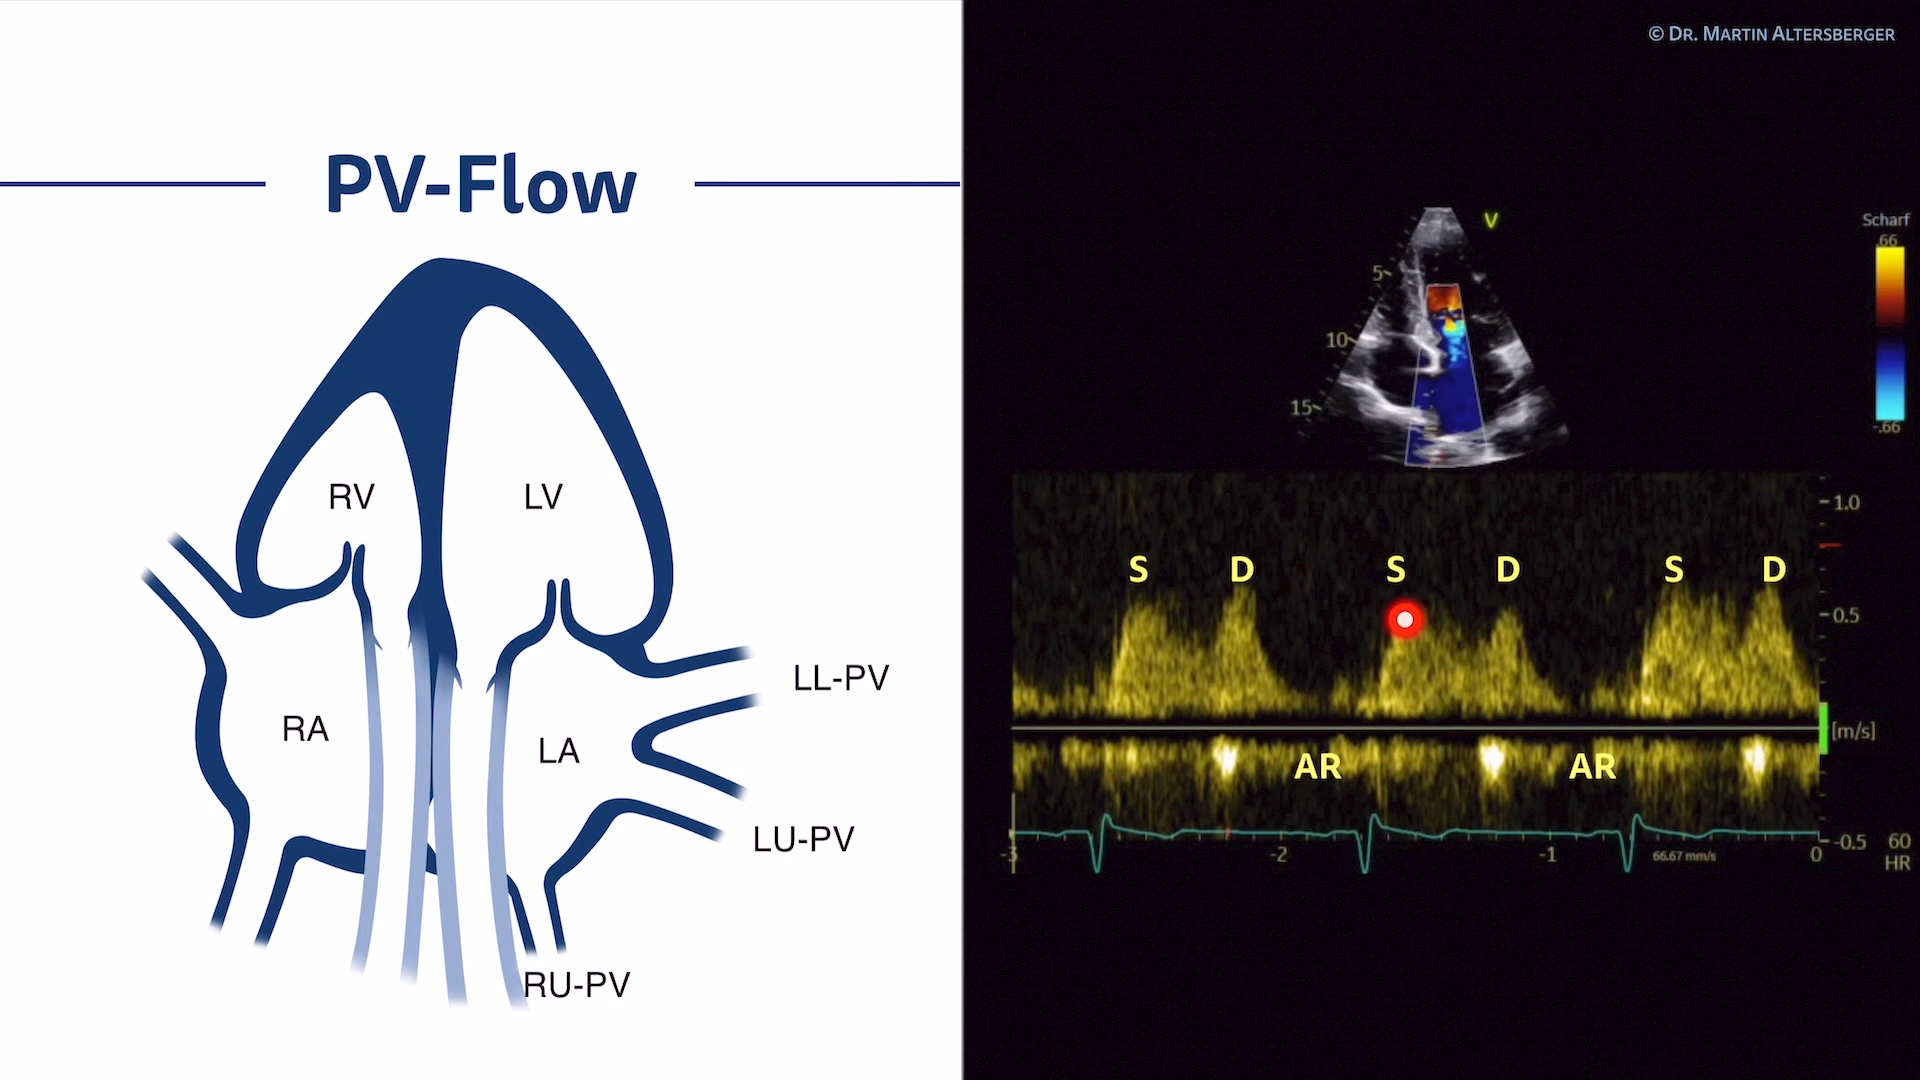 PV-Flow
RV
LV
LL-PV
RA
LA
LU-PV
RU-PV
© DR. MARTIN ALTERSBERGER
V
Scharf
.66
5
10
15
-.66
1.0
S D S D S D
0.5
[m/s]
AR AR
-0.5
60
HR
-3 -2 -1 66.67 mm/s 0